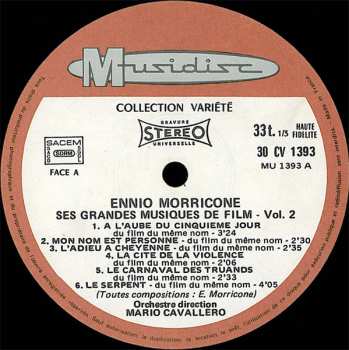 Musidisc
COLLECTION VARIÉTÉ
GRAVURE
STEREO
UNIVERSELLE
33 t. 1/3 HAUTE FIDELITE
SACEM
SDRM
FACE A
30 CV 1393
MU 1393 A
ENNIO MORRICONE
SES GRANDES MUSIQUES DE FILM - Vol. 2
1. A L'AUBE DU CINQUIEME JOUR
du film du même nom - 3'24
2. MON NOM EST PERSONNE - du film du même nom - 2'30
3. L'ADIEU A CHEYENNE - du film du même nom - 2'35
4. LA CITE DE LA VIOLENCE
du film du même nom - 2'06
5. LE CARNAVAL DES TRUANDS
du film du même nom - 2'33
6. LE SERPENT - du film du même nom - 4'05
(Toutes compositions : E. Morricone)
Orchestre direction
MARIO CAVALLERO